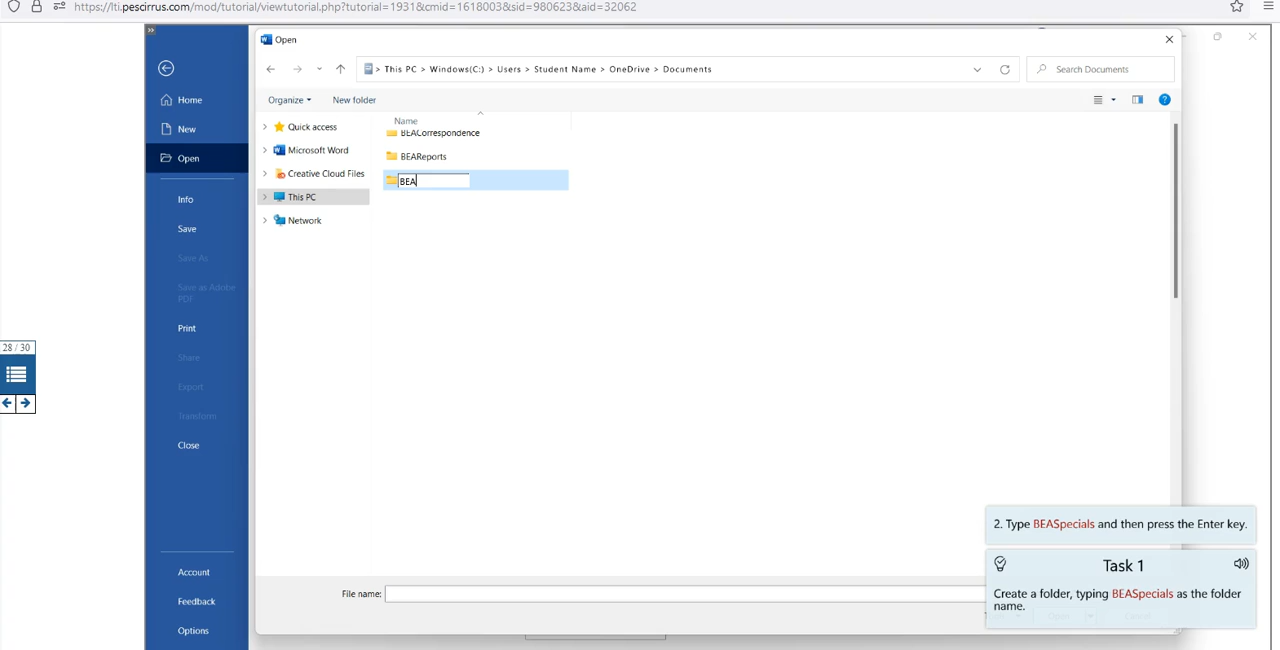 https://lti.pescirrus.com/mod/tutorial/viewtutorial.php?tutorial=1931&cmid=1618003&sid=980623&aid=32062
Open
> This PC > Windows(C:) > Users > Student Name > OneDrive > Documents
Search Documents
Organize
New folder
Home
New
Open
Info
Save
Save As
Save as Adobe
PDF
Print
Share
Export
Transform
Close
Account
Feedback
Options
Quick access
Microsoft Word
Creative Cloud Files
This PC
Network
Name
BEACorrespondence
BEAReports
BEA
28 / 30
File name:
2. Type BEASpecials and then press the Enter key.
Task 1
Create a folder, typing BEASpecials as the folder
name.